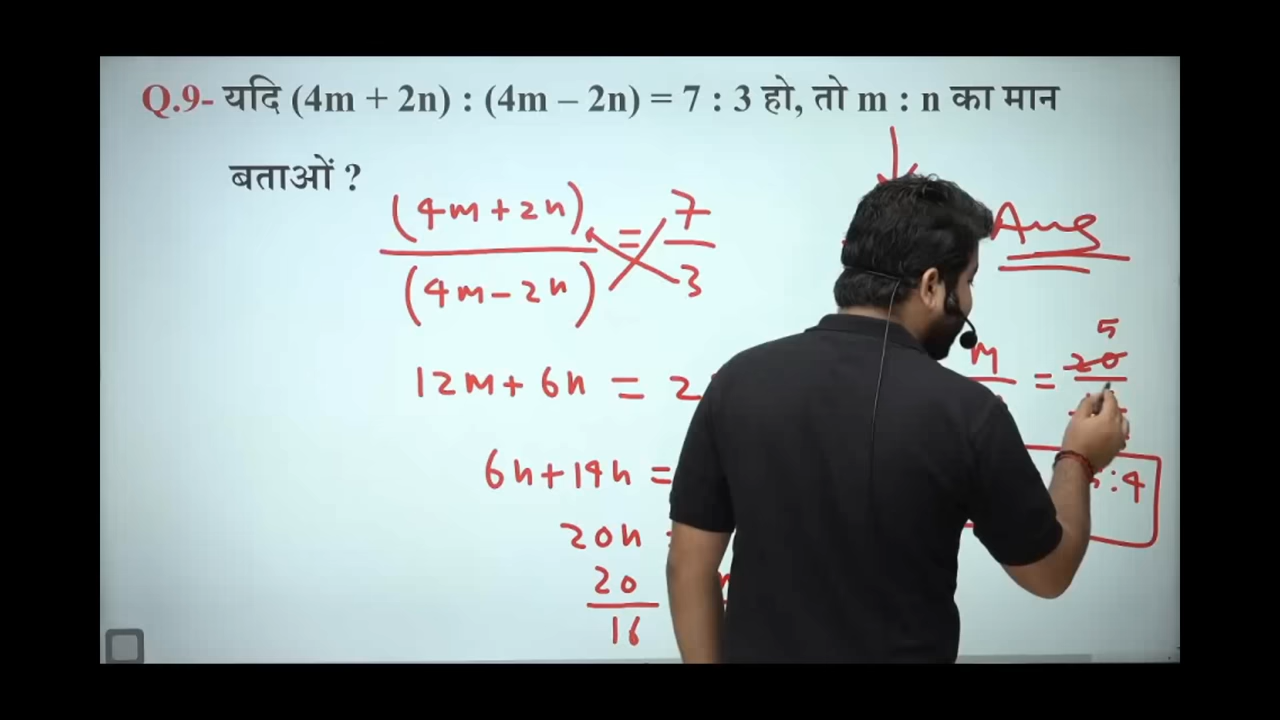 Q.9- यदि (4m + 2n) : (4m – 2n) = 7 : 3 हो, तो m : n का मान
बताओं ?
(4m+2n) = 7
(4m-2n) 3
Ans
12m+6n = 2
m = 20
5
6n+14n =
:4
20n
20
16